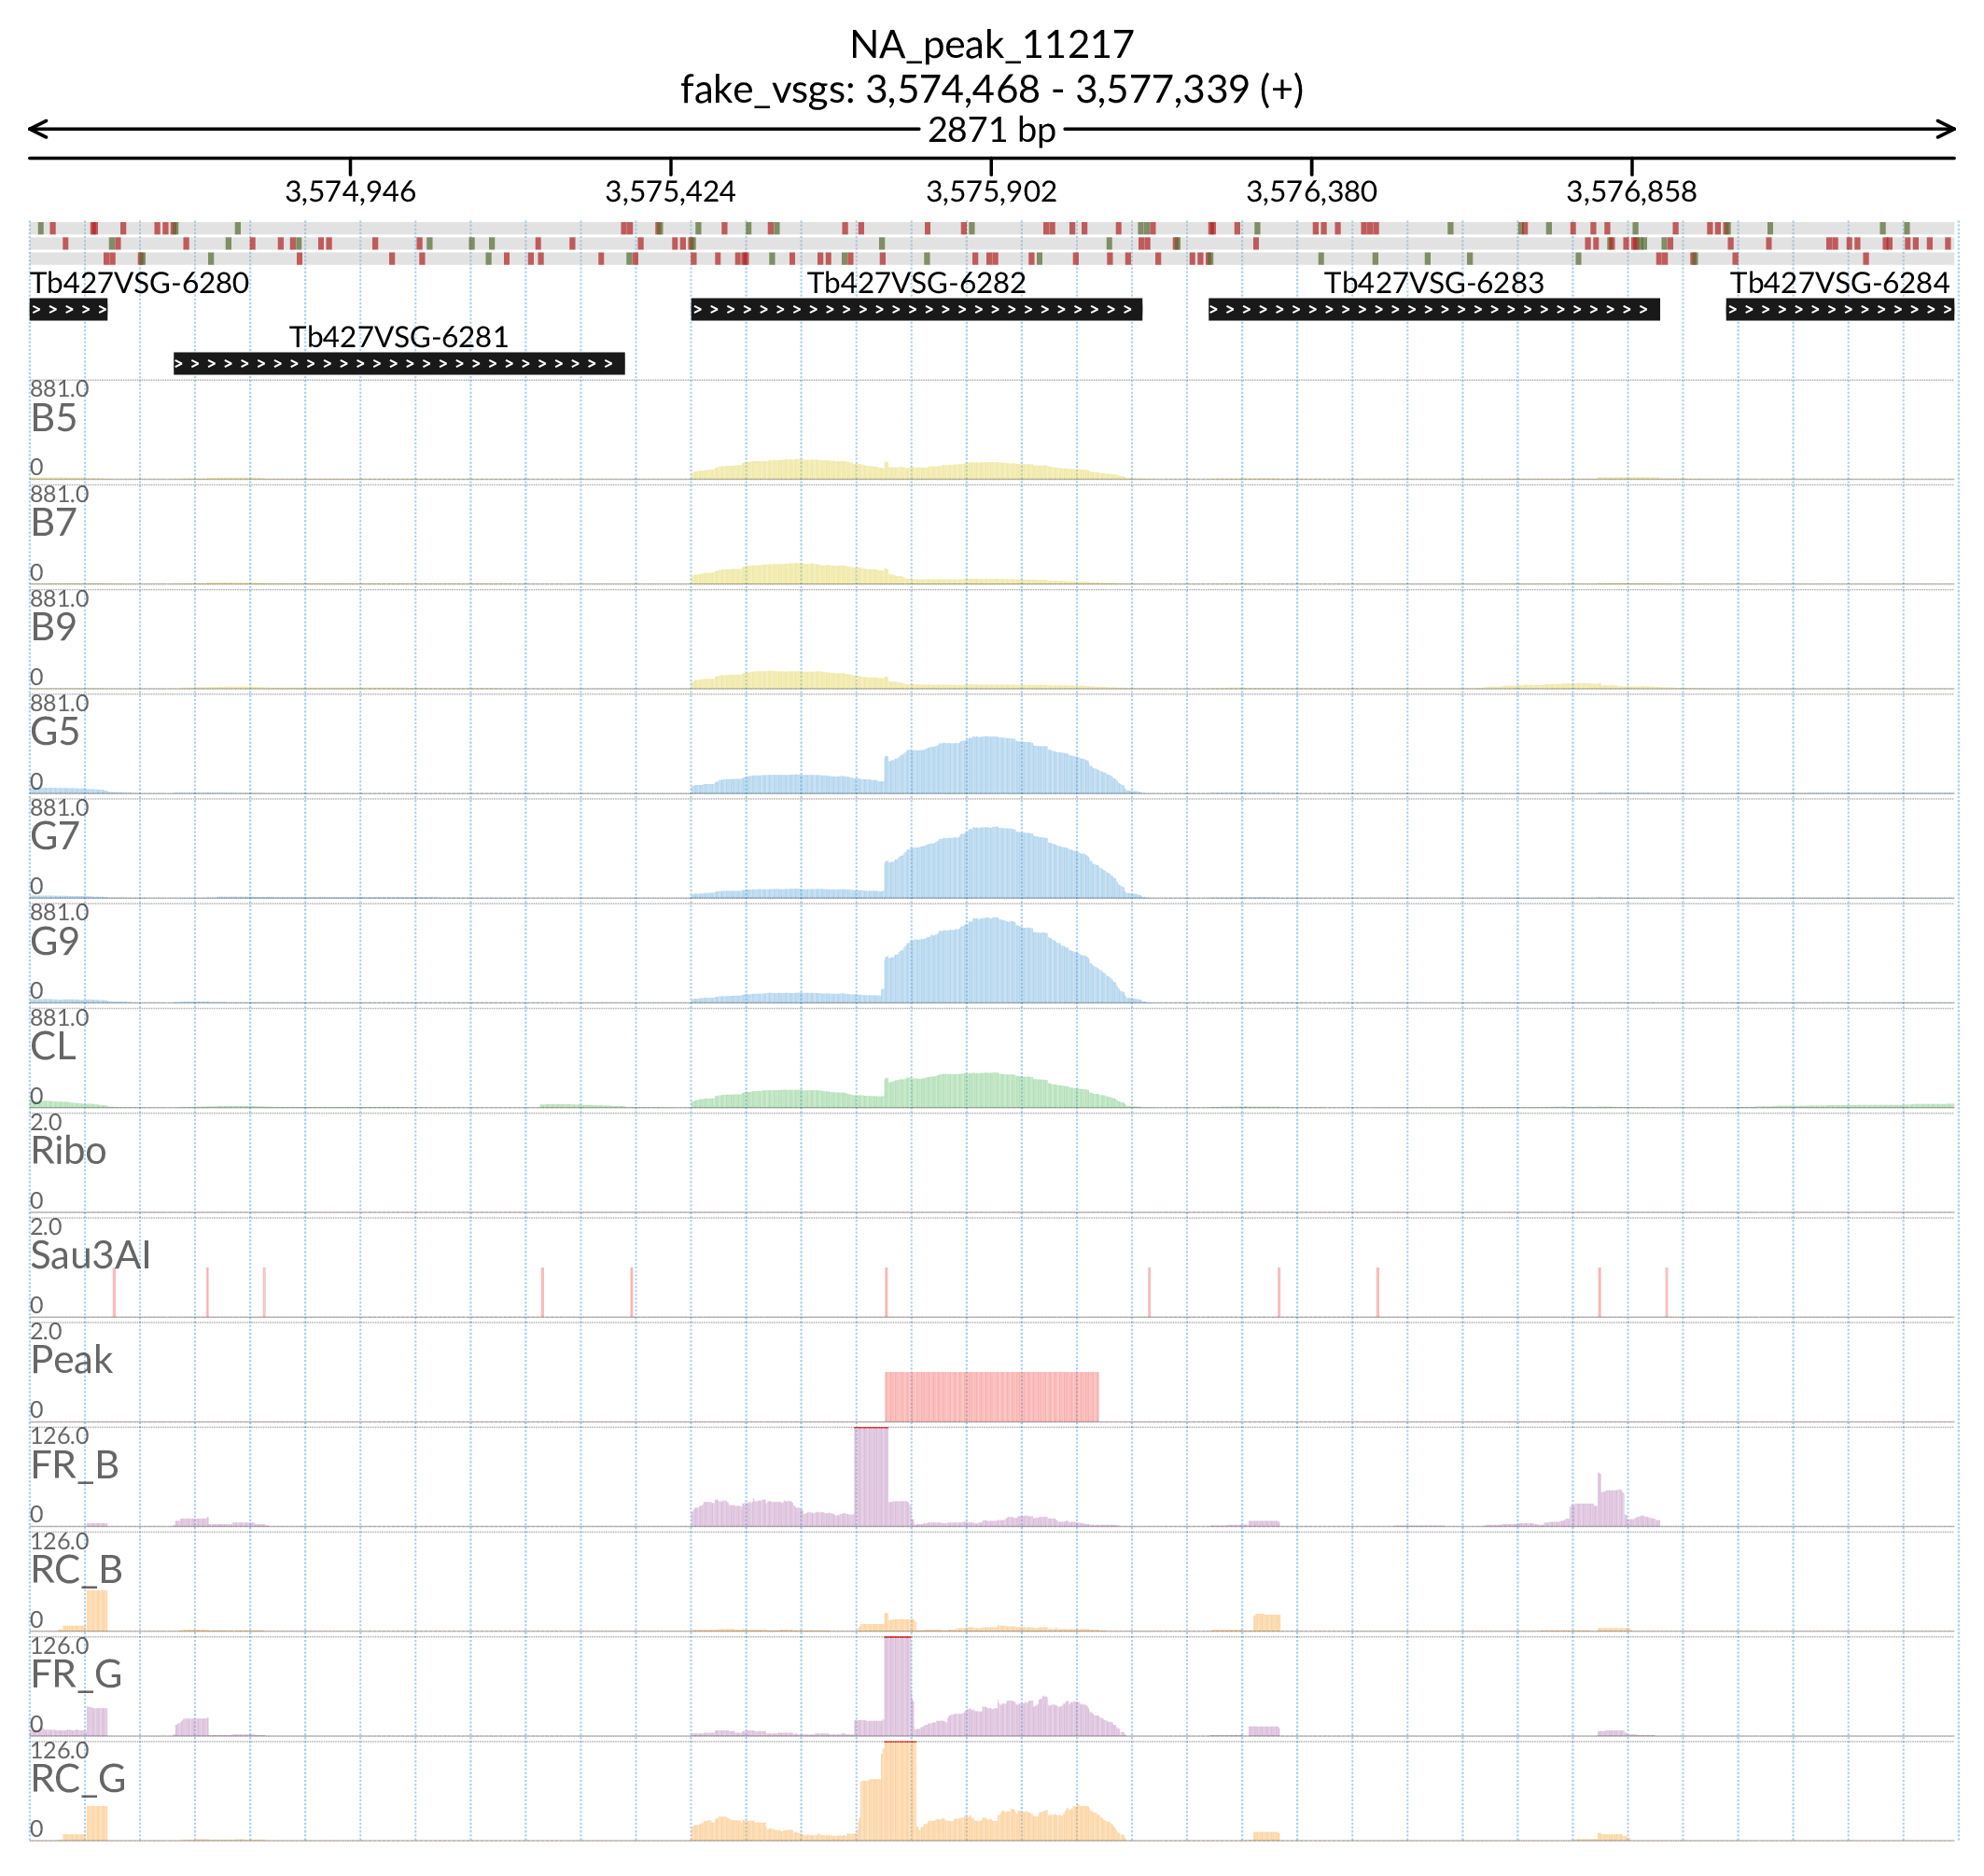 NA_peak_11217
fake_vsgs: 3,574,468 - 3,577,339 (+)
2871 bp
3,574,946 3,575,424 3,575,902 3,576,380 3,576,858
Tb427VSG-6280 Tb427VSG-6282 Tb427VSG-6283 Tb427VSG-6284
Tb427VSG-6281
881.0
B5
0
881.0
B7
0
881.0
B9
0
881.0
G5
0
881.0
G7
0
881.0
G9
0
881.0
CL
0
2.0
Ribo
0
2.0
Sau3AI
0
2.0
Peak
0
126.0
FR_B
0
126.0
RC_B
0
126.0
FR_G
0
126.0
RC_G
0